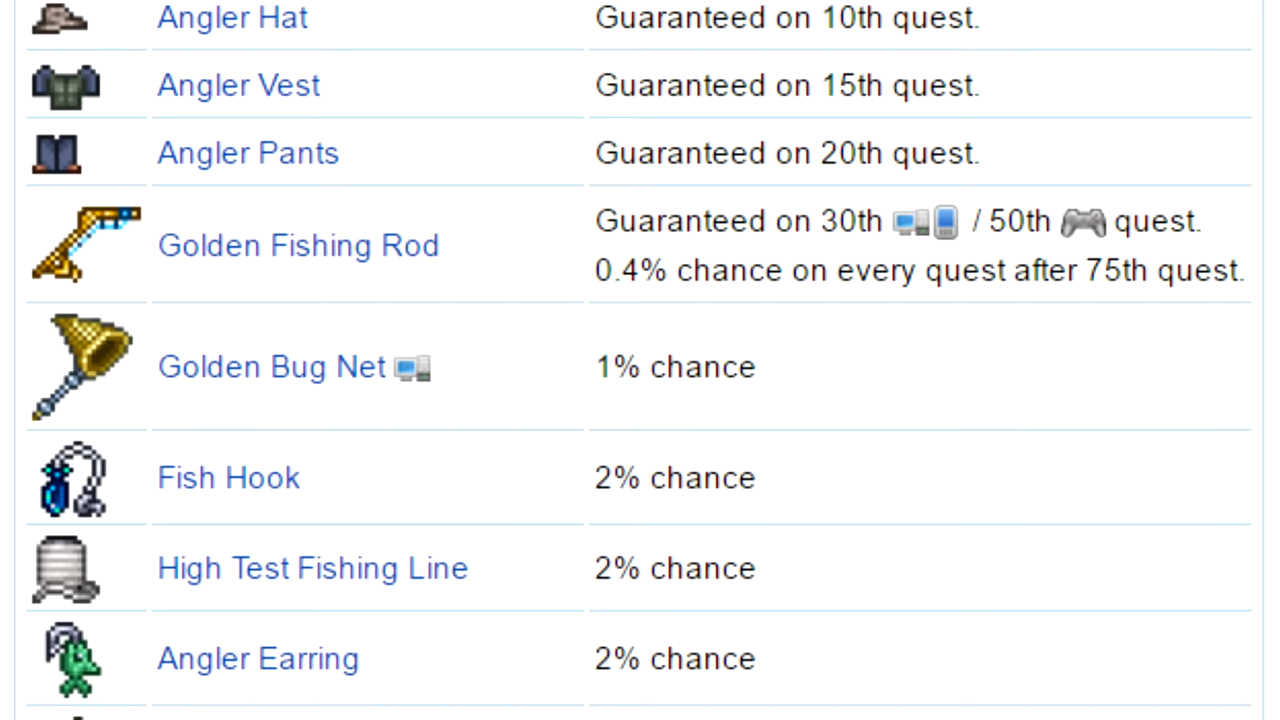 Angler Hat Guaranteed on 10th quest.
Angler Vest Guaranteed on 15th quest.
Angler Pants Guaranteed on 20th quest.
Golden Fishing Rod Guaranteed on 30th / 50th quest.
0.4% chance on every quest after 75th quest.
Golden Bug Net 1% chance
Fish Hook 2% chance
High Test Fishing Line 2% chance
Angler Earring 2% chance